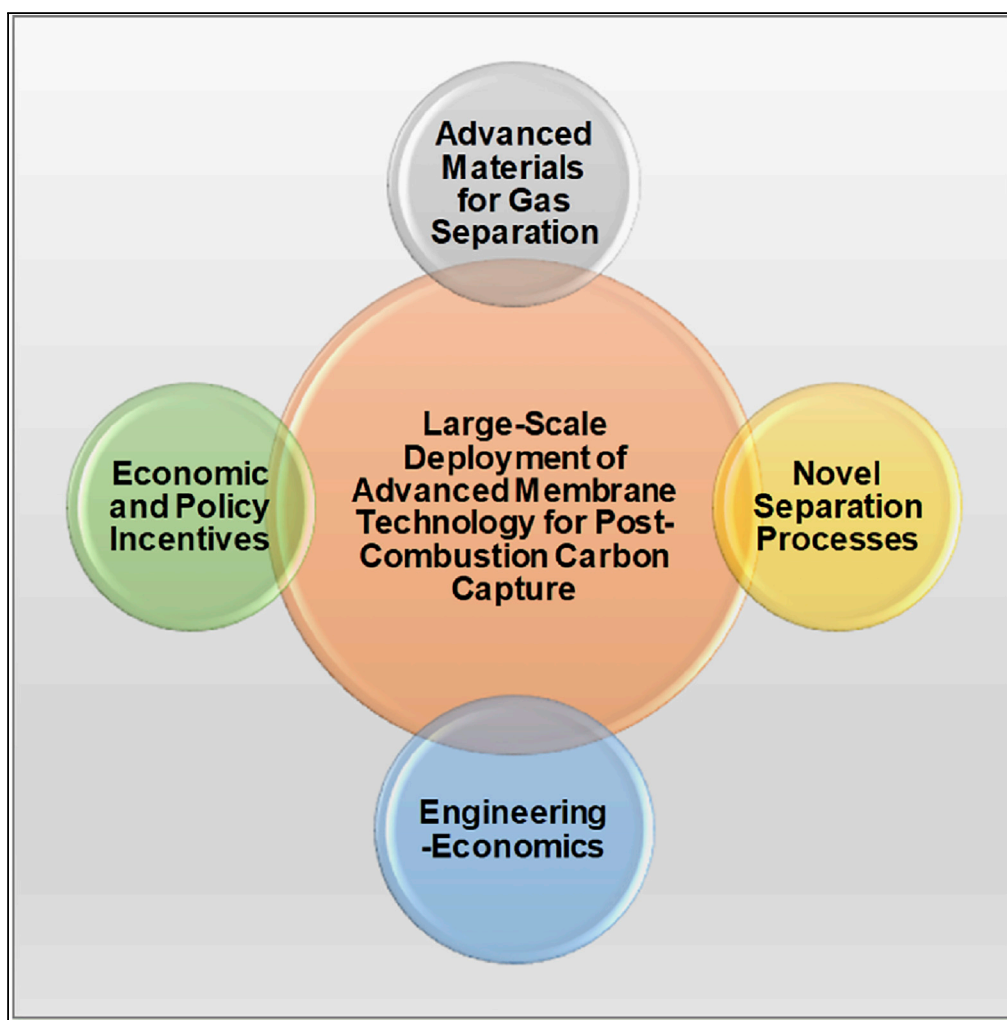 Advanced
Materials
for Gas
Separation
Large-Scale
Deployment of
Advanced Membrane
Technology for Post-
Combustion Carbon
Capture
Economic
and Policy
Incentives
Novel
Separation
Processes
Engineering
-Economics